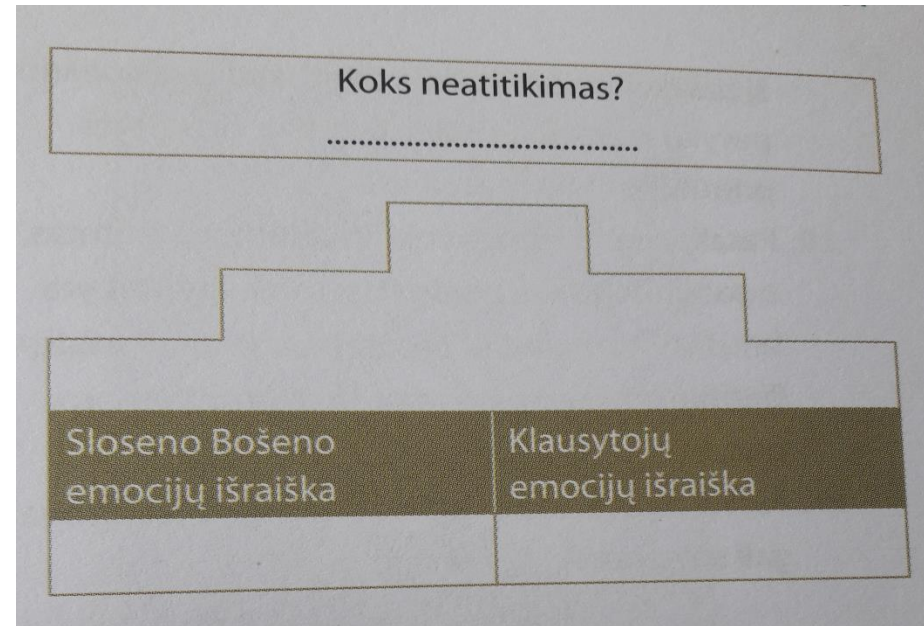 Koks neatitikimas?
.......................................
Sloseno Bošeno
emocijų išraiška
Klausytojų
emocijų išraiška